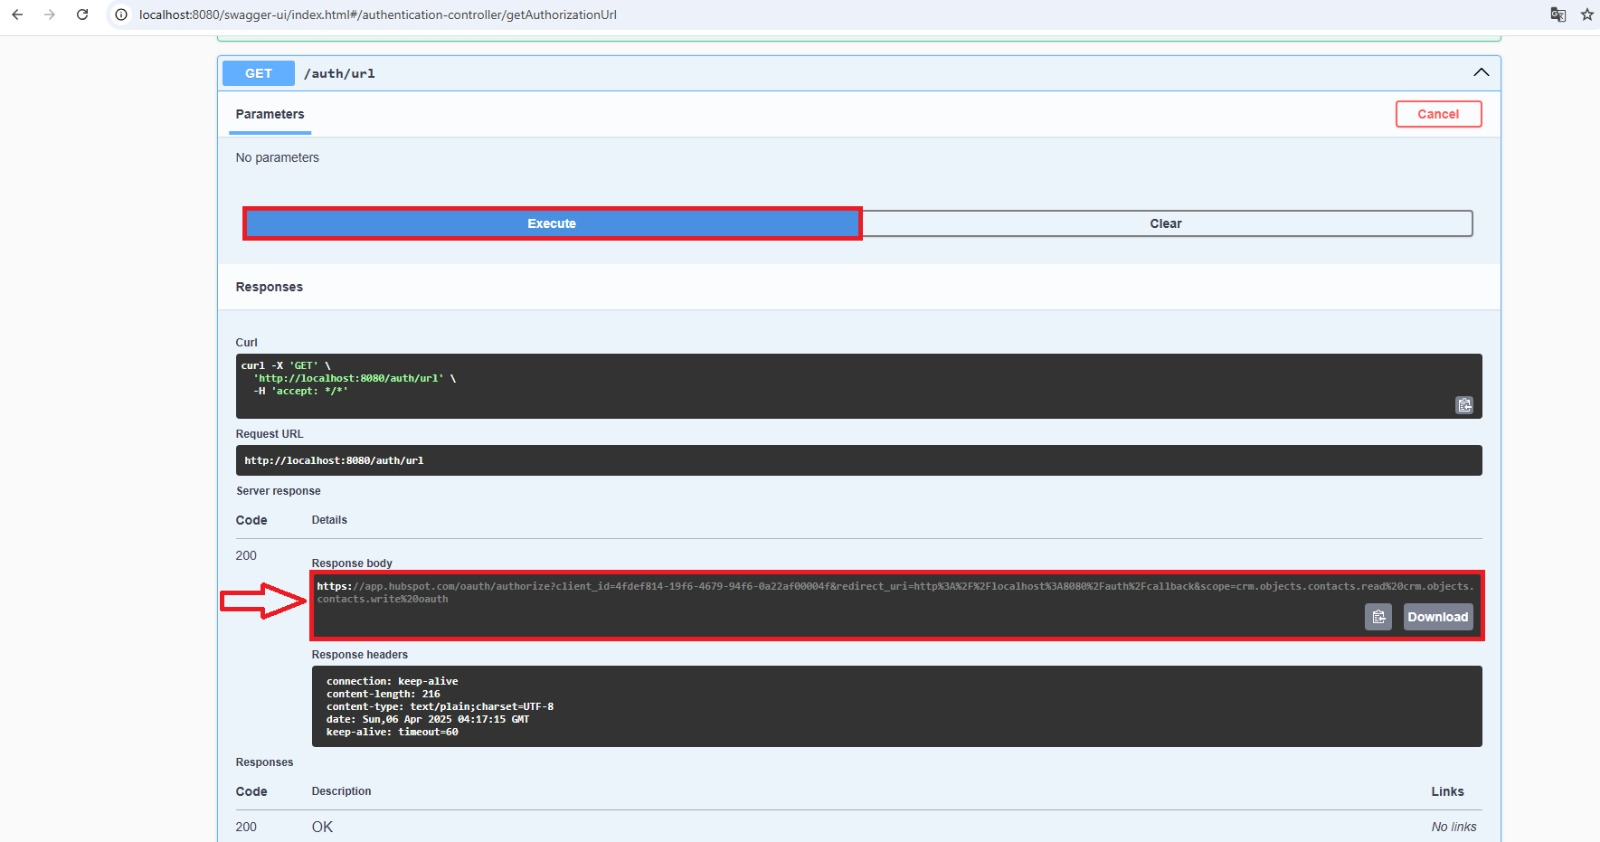 localhost:8080/swagger-ui/index.html#/authentication-controller/getAuthorizationUrl
GET /auth/url
Parameters
Cancel
No parameters
Execute
Clear
Responses
Curl
curl -X 'GET' \
'http://localhost:8080/auth/url' \
-H 'accept: */*'
Request URL
http://localhost:8080/auth/url
Server response
Code Details
200
Response body
https://app.hubspot.com/oauth/authorize?client_id=4fdef814-19f6-4679-94f6-0a22af00004f&redirect_uri=http%3A%2F%2Flocalhost%3A8080%2Fauth%2Fcallback&scope=crm.objects.contacts.read%20crm.objects.
contacts.write%20oauth
Download
Response headers
connection: keep-alive
content-length: 216
content-type: text/plain;charset=UTF-8
date: Sun,06 Apr 2025 04:17:15 GMT
keep-alive: timeout=60
Responses
Code Description Links
200 OK No links